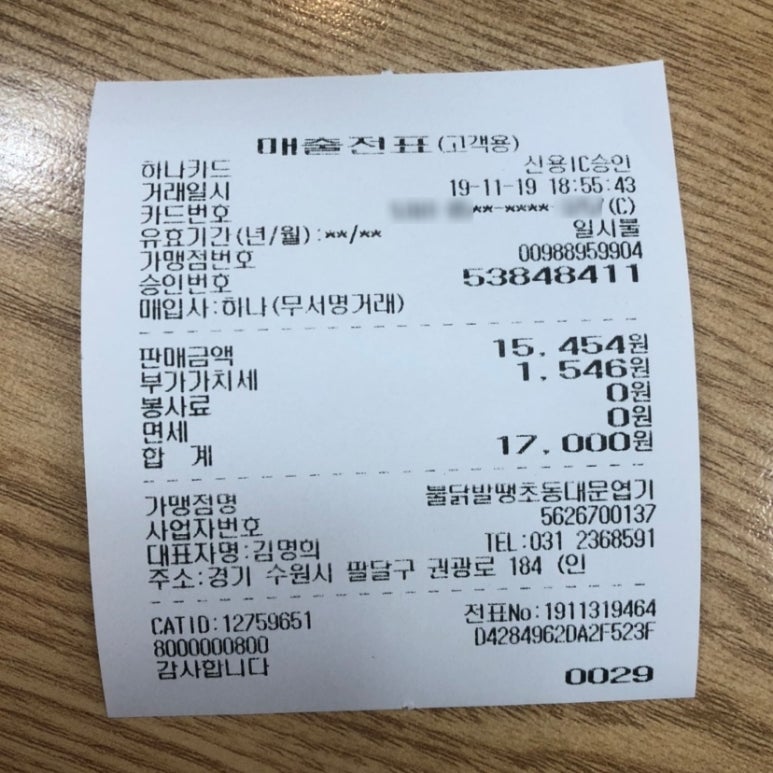 매출전표(고객용)
하나카드 신용IC승인
거래일시 19-11-19 18:55:43
카드번호 **-**** /(C)
유효기간(년/월):**/** 일시불
가맹점번호 00988959904
승인번호 53848411
매입사:하나(무서명거래)
판매금액 15,454원
부가가치세 1,546원
봉사료 0원
면세 0원
합 계 17,000원
가맹점명 불닭발땡초동대문엽기
사업자번호 5626700137
대표자명:김명희 TEL:031 2368591
주소:경기 수원시 팔달구 권광로 184 (인
CATID:12759651 전표No:1911319464
8000000800 D4284962DA2F523F
감사합니다 0029